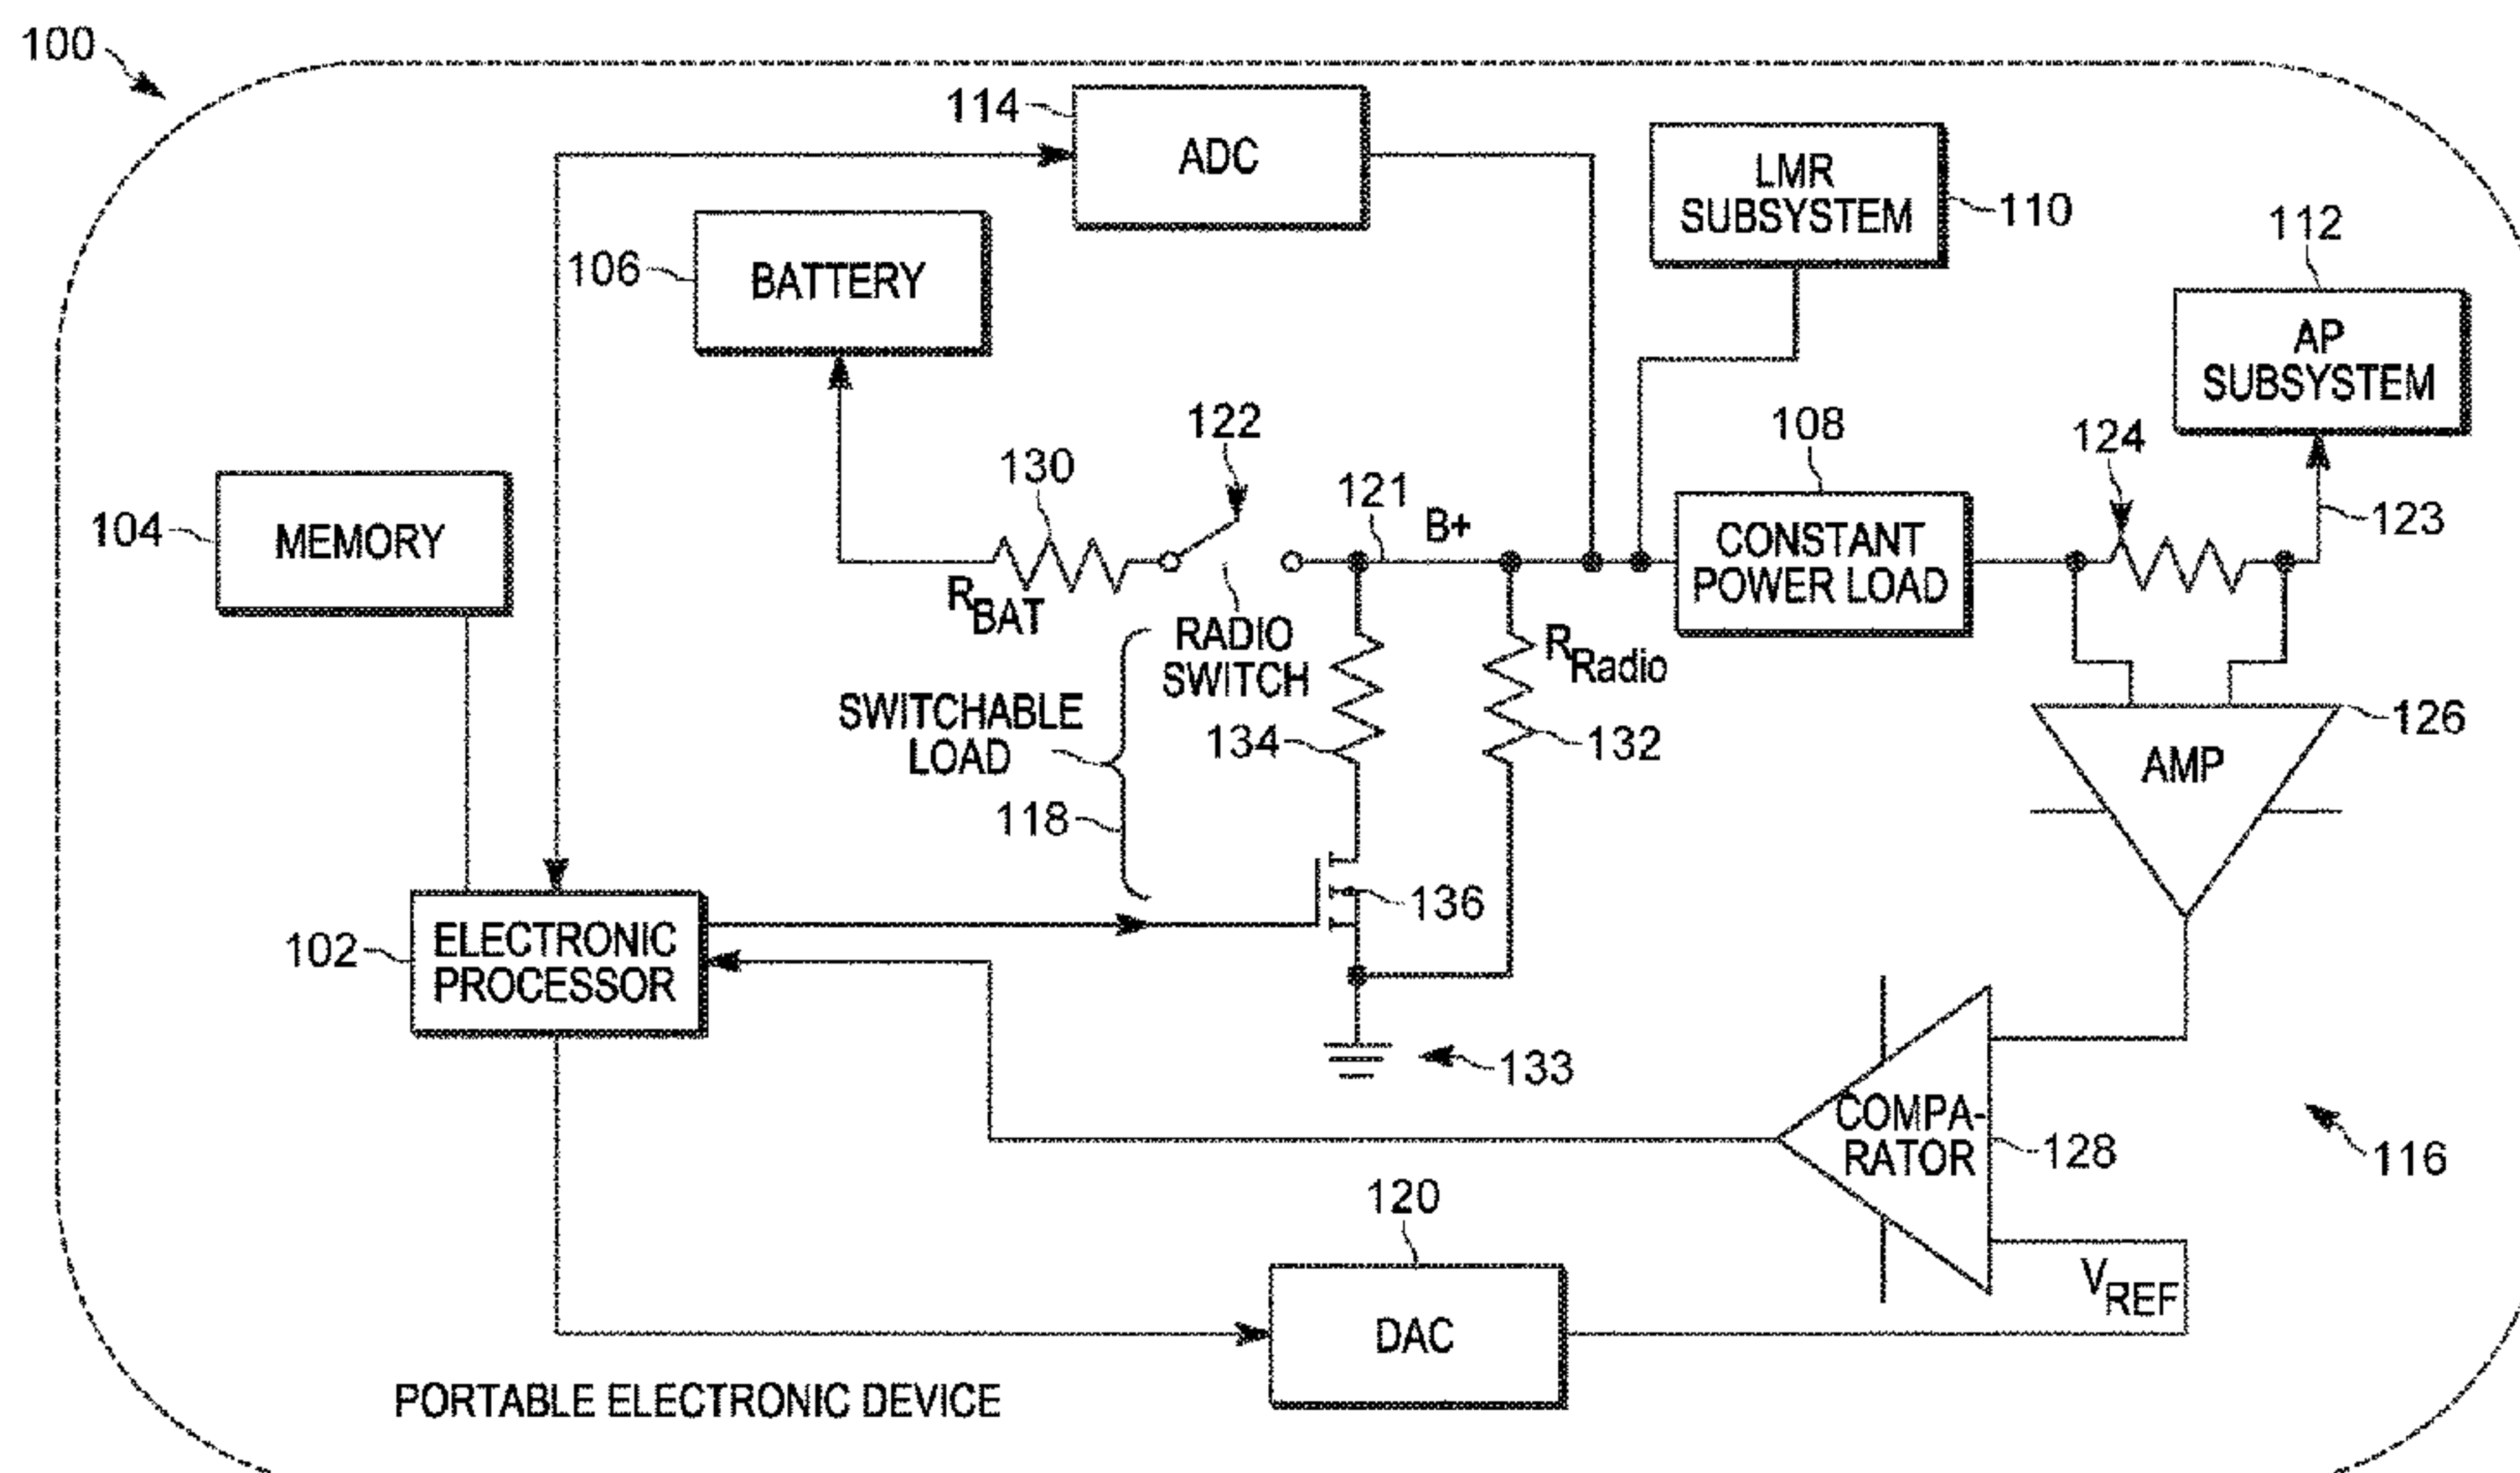 100
114
ADC
LMR
SUBSYSTEM
110
112
106
BATTERY
AP
SUBSYSTEM
122
108
124
130
121
B+
123
104
MEMORY
CONSTANT
POWER LOAD
RBAT
RADIO
SWITCH
RRadio
SWITCHABLE
LOAD
134
132
126
AMP
118
136
102
ELECTRONIC
PROCESSOR
133
COMPA-
RATOR
128
116
120
VREF
DAC
PORTABLE ELECTRONIC DEVICE